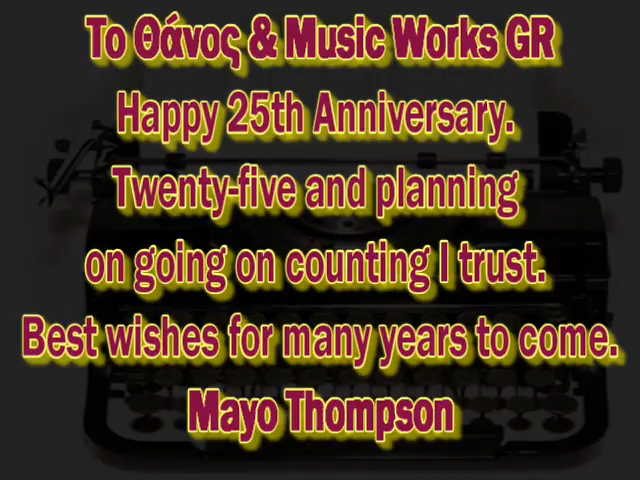 To Θάνος & Music Works GR
Happy 25th Anniversary.
Twenty-five and planning
on going on counting I trust.
Best wishes for many years to come.
Mayo Thompson